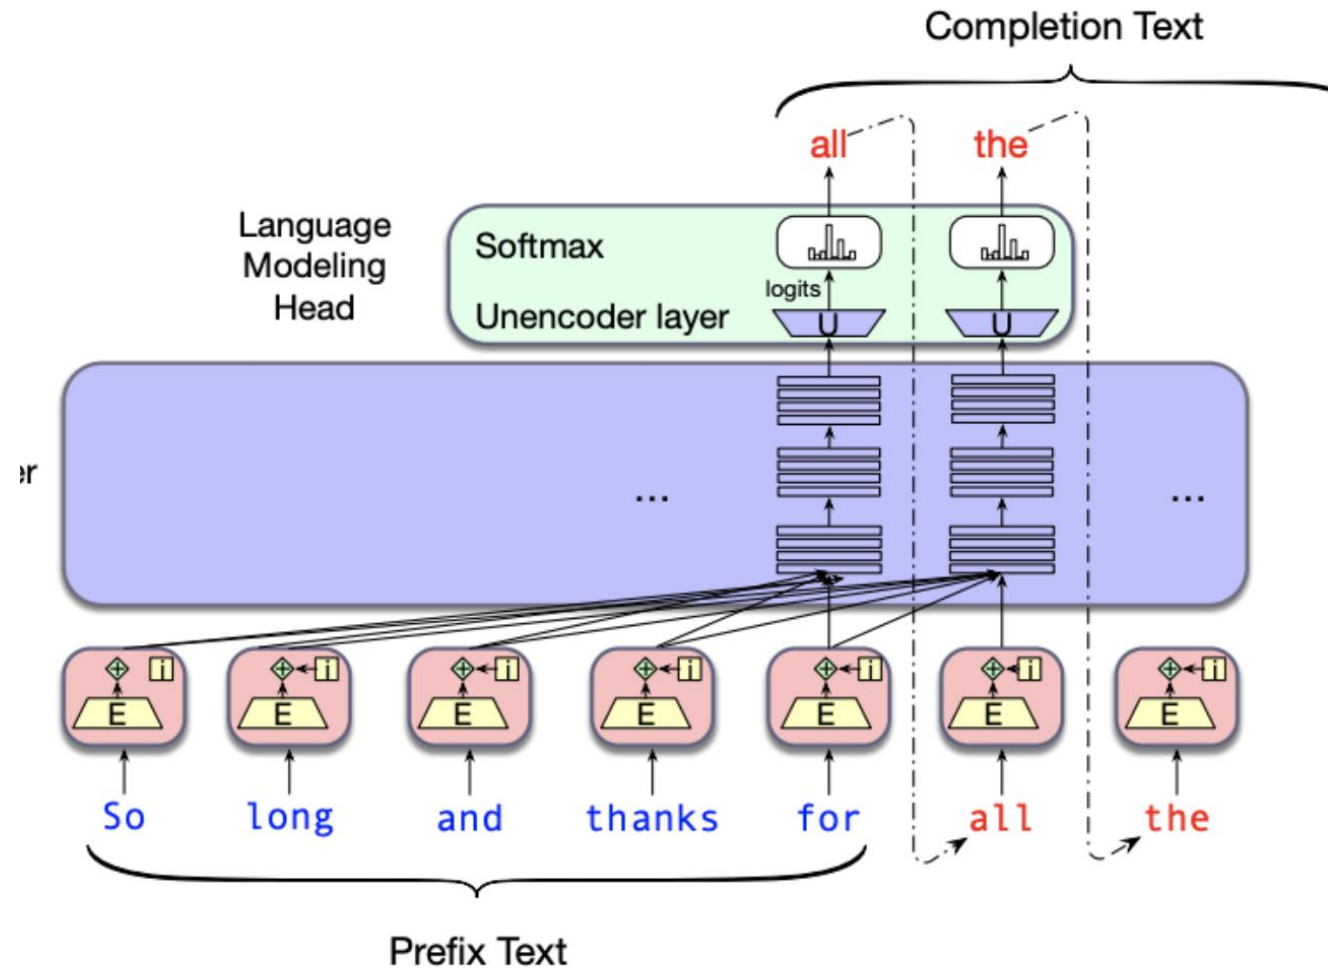 Completion Text
all the
Language
Modeling
Head
Softmax
logits
Unencoder layer
U U
er
... ...
i i i i i i i
E E E E E E E
So long and thanks for all the
Prefix Text